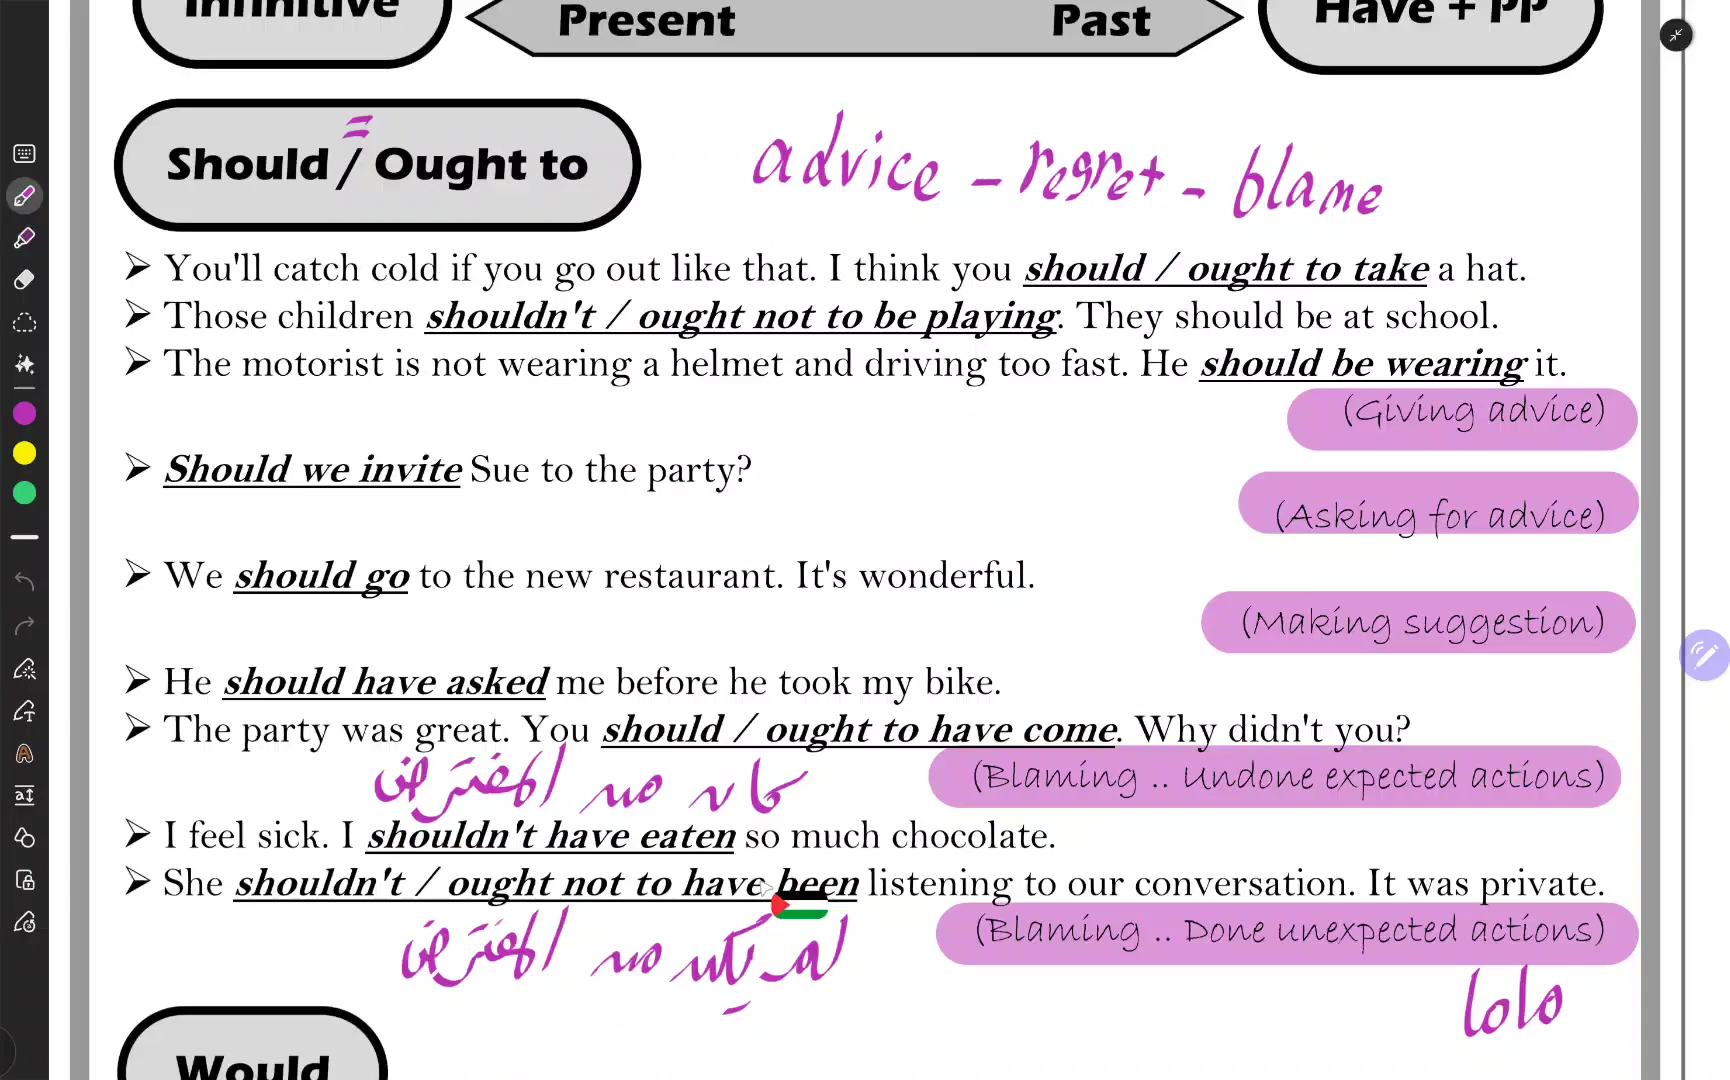 Infinitive Present Past Have + PP
=
Should / Ought to
advice - regret - blame
➢ You'll catch cold if you go out like that. I think you should / ought to take a hat.
➢ Those children shouldn't / ought not to be playing. They should be at school.
➢ The motorist is not wearing a helmet and driving too fast. He should be wearing it.
(Giving advice)
➢ Should we invite Sue to the party?
(Asking for advice)
➢ We should go to the new restaurant. It's wonderful.
(Making suggestion)
➢ He should have asked me before he took my bike.
➢ The party was great. You should / ought to have come. Why didn't you?
(Blaming .. Undone expected actions)
كان من المفترض
➢ I feel sick. I shouldn't have eaten so much chocolate.
➢ She shouldn't / ought not to have been listening to our conversation. It was private.
(Blaming .. Done unexpected actions)
لم يكن من المفترض
Would